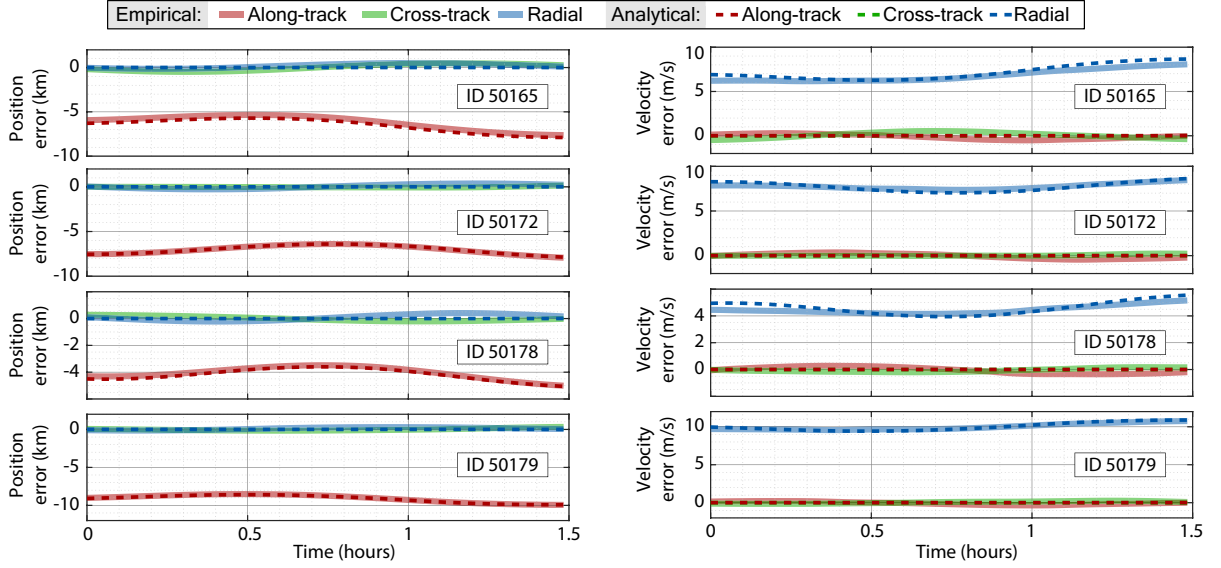 Empirical: Along-track Cross-track Radial Analytical: Along-track Cross-track Radial
Position
error (km)
0
-5
-10
ID 50165
Velocity
error (m/s)
10
5
0
ID 50165
Position
error (km)
0
-5
-10
ID 50172
Velocity
error (m/s)
10
5
0
ID 50172
Position
error (km)
0
-2
-4
ID 50178
Velocity
error (m/s)
4
2
0
ID 50178
Position
error (km)
0
-5
-10
ID 50179
Velocity
error (m/s)
10
5
0
ID 50179
0 0.5 1 1.5
Time (hours)
0 0.5 1 1.5
Time (hours)